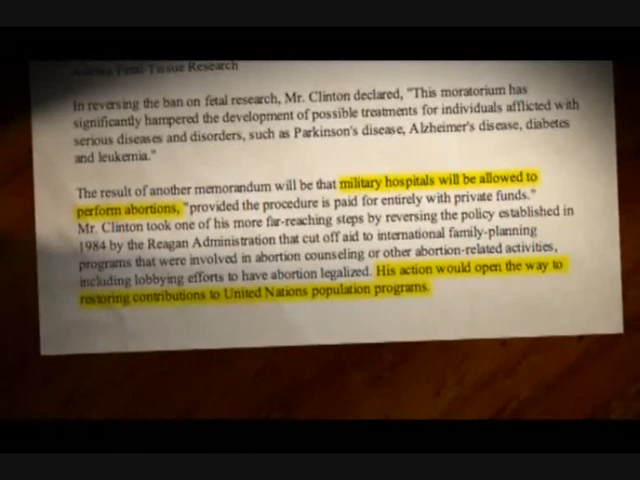 Allows Fetal-Tissue Research
In reversing the ban on fetal research, Mr. Clinton declared, "This moratorium has
significantly hampered the development of possible treatments for individuals afflicted with
serious diseases and disorders, such as Parkinson's disease, Alzheimer's disease, diabetes
and leukemia."
The result of another memorandum will be that military hospitals will be allowed to
perform abortions, "provided the procedure is paid for entirely with private funds."
Mr. Clinton took one of his more far-reaching steps by reversing the policy established in
1984 by the Reagan Administration that cut off aid to international family-planning
programs that were involved in abortion counseling or other abortion-related activities,
including lobbying efforts to have abortion legalized. His action would open the way to
restoring contributions to United Nations population programs.